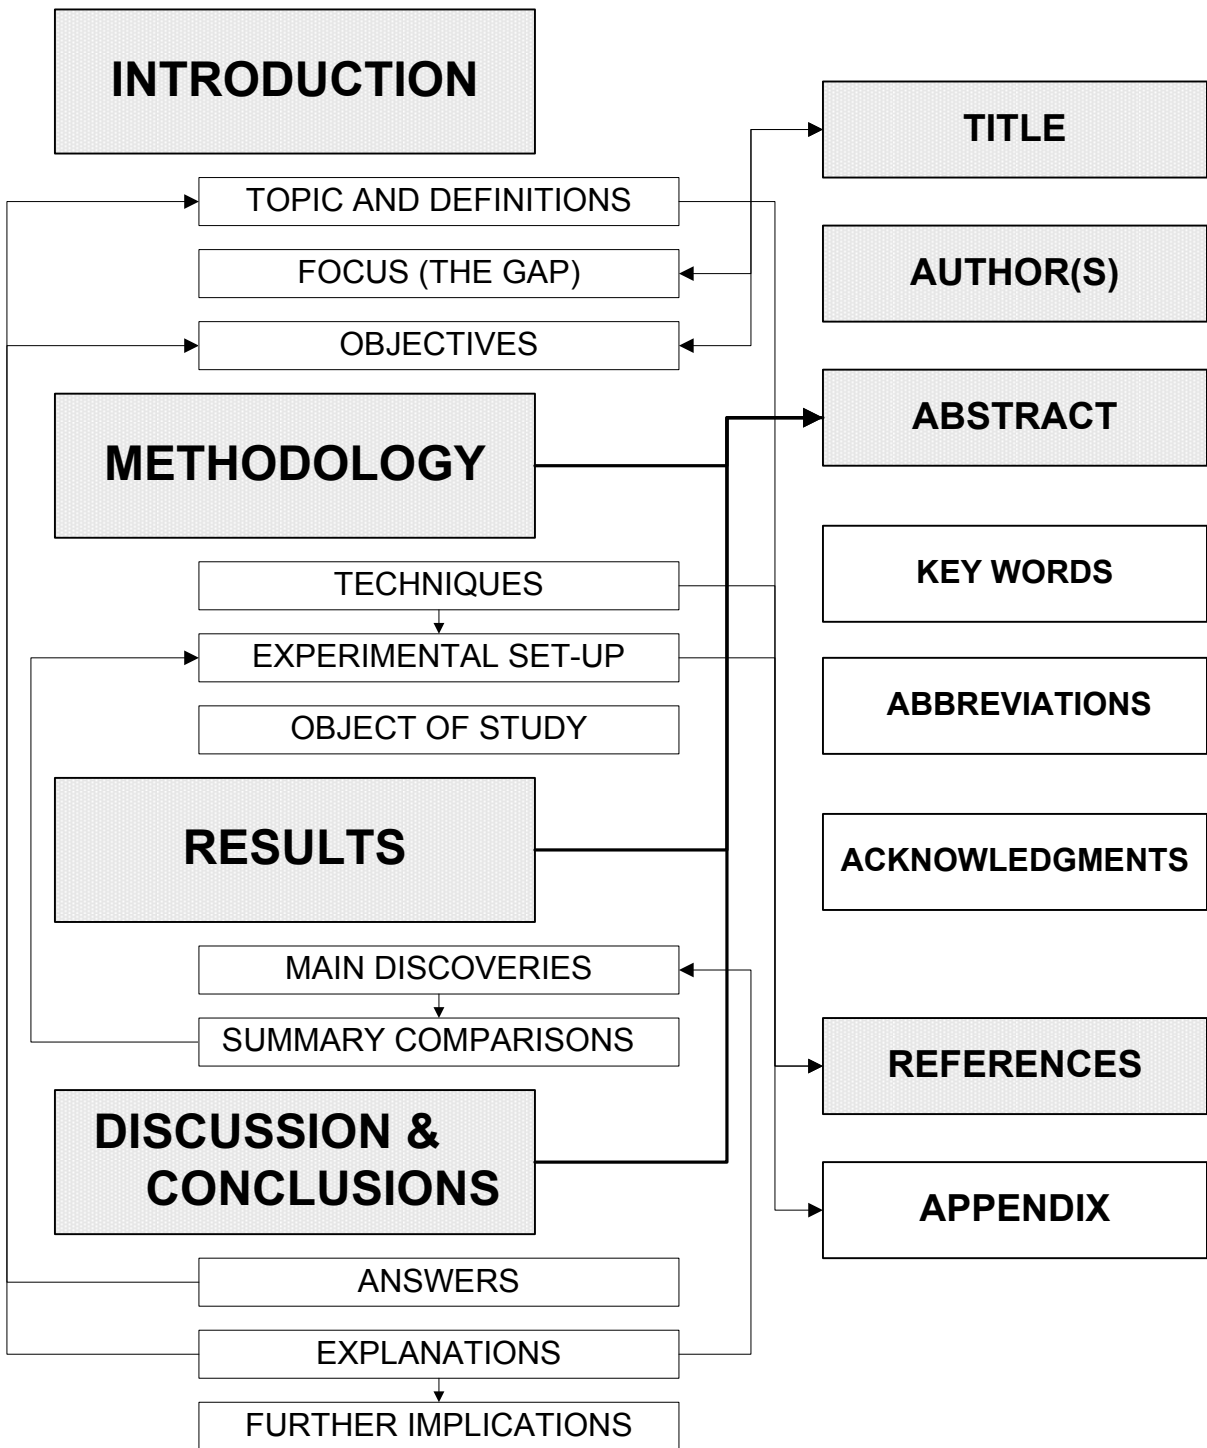 INTRODUCTION
TOPIC AND DEFINITIONS
FOCUS (THE GAP)
OBJECTIVES
METHODOLOGY
TECHNIQUES
EXPERIMENTAL SET-UP
OBJECT OF STUDY
RESULTS
MAIN DISCOVERIES
SUMMARY COMPARISONS
DISCUSSION &
CONCLUSIONS
ANSWERS
EXPLANATIONS
FURTHER IMPLICATIONS
TITLE
AUTHOR(S)
ABSTRACT
KEY WORDS
ABBREVIATIONS
ACKNOWLEDGMENTS
REFERENCES
APPENDIX